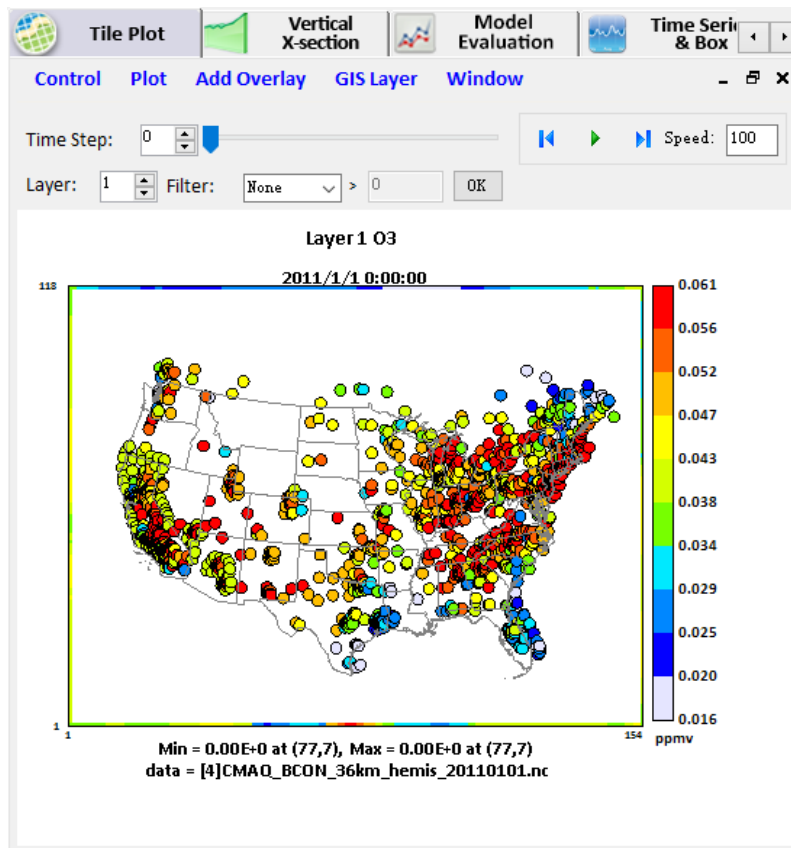 Tile Plot
Vertical
X-section
Model
Evaluation
Time Serie
& Box
Control Plot Add Overlay GIS Layer Window
Time Step: 0
Speed: 100
Layer: 1 Filter: None > 0 OK
Layer 1 O3
2011/1/1 0:00:00
118
0.061
0.056
0.052
0.047
0.043
0.038
0.034
0.029
0.025
0.020
0.016
ppmv
1
1
154
Min = 0.00E+0 at (77,7), Max = 0.00E+0 at (77,7)
data = [4]CMAQ_BCON_36km_hemis_20110101.nc